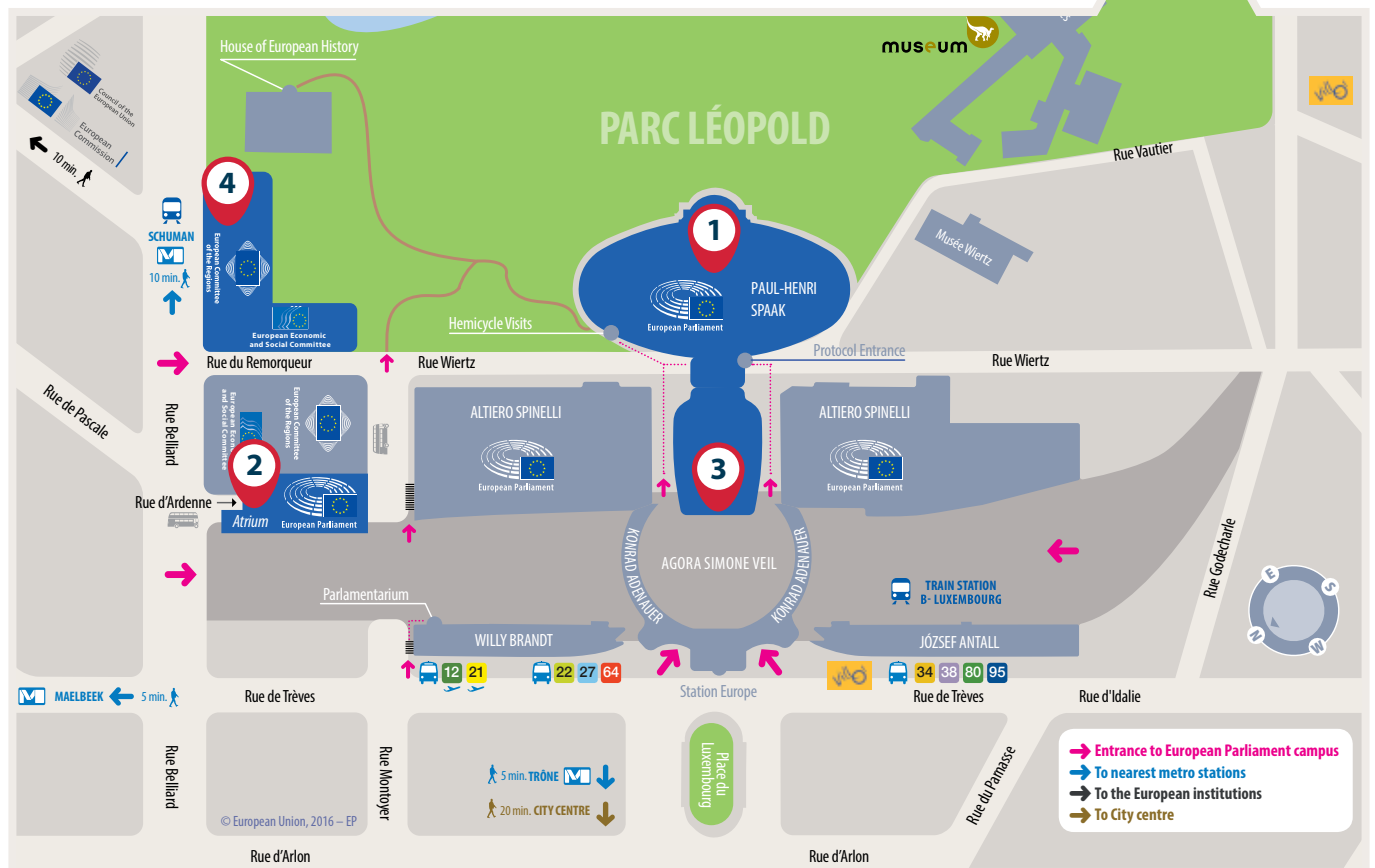 House of European History
museum
PARC LÉOPOLD
Council of the
European Union
European
Commission
10 min.
Rue Vautier
4
SCHUMAN
M
10 min.
European Committee
of the Regions
1
Musée Wiertz
PAUL-HENRI
SPAAK
European Parliament
European Economic
and Social Committee
Hemicycle Visits
Protocol Entrance
Rue du Remorqueur
Rue Wiertz
Rue Wiertz
Rue de Pascale
Rue Belliard
European Committee
of the Regions
2
ALTIERO SPINELLI
European Parliament
3
ALTIERO SPINELLI
European Parliament
Rue d'Ardenne
Atrium
European Parliament
KONRAD ADENAUER
AGORA SIMONE VEIL
KONRAD ADENAUER
TRAIN STATION
B- LUXEMBOURG
Rue Godecharle
E
S
N
W
Parlamentarium
WILLY BRANDT
JÓZSEF ANTALL
12 21
22 27 64
34 38 80 95
M MAELBEEK
5 min.
Rue de Trèves
Station Europe
Rue de Trèves
Rue d'Idalie
Rue Belliard
Rue Montoyer
5 min. TRÔNE M
20 min. CITY CENTRE
Place du
Luxembourg
Rue du Parnasse
Entrance to European Parliament campus
To nearest metro stations
To the European institutions
To City centre
© European Union, 2016 – EP
Rue d'Arlon
Rue d'Arlon